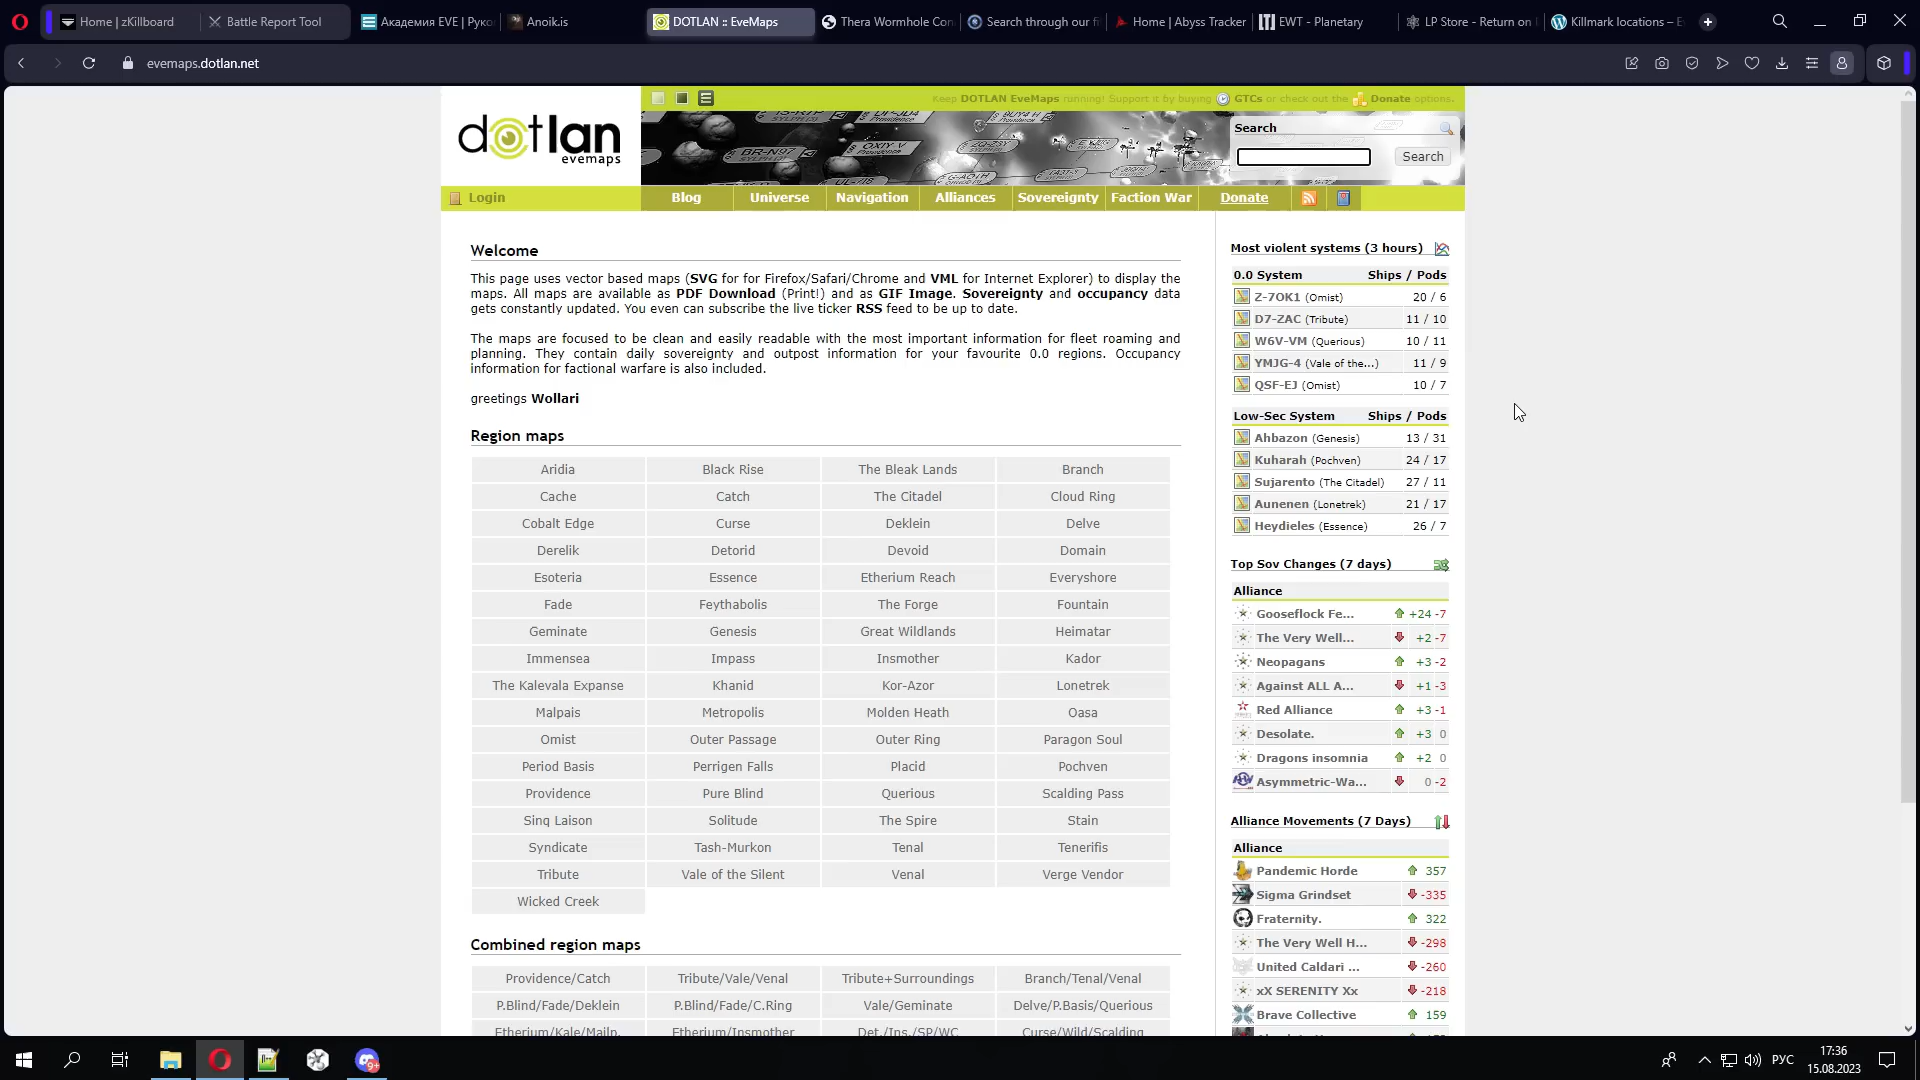 Home | zKillboard
Battle Report Tool
Академия EVE | Руко
Anoik.is
DOTLAN :: EveMaps
Thera Wormhole Con
Search through our fi
Home | Abyss Tracker
EWT - Planetary
LP Store - Return on
Killmark locations – E
evemaps.dotlan.net
Keep DOTLAN EveMaps running! Support it by buying GTCs or check out the Donate options.
dotlan
evemaps
Search
Search
Login
Blog
Universe
Navigation
Alliances
Sovereignty
Faction War
Donate
Welcome
This page uses vector based maps (SVG for for Firefox/Safari/Chrome and VML for Internet Explorer) to display the
maps. All maps are available as PDF Download (Print!) and as GIF Image. Sovereignty and occupancy data
gets constantly updated. You even can subscribe the live ticker RSS feed to be up to date.
The maps are focused to be clean and easily readable with the most important information for fleet roaming and
planning. They contain daily sovereignty and outpost information for your favourite 0.0 regions. Occupancy
information for factional warfare is also included.
greetings Wollari
Region maps
Aridia Black Rise The Bleak Lands Branch
Cache Catch The Citadel Cloud Ring
Cobalt Edge Curse Deklein Delve
Derelik Detorid Devoid Domain
Esoteria Essence Etherium Reach Everyshore
Fade Feythabolis The Forge Fountain
Geminate Genesis Great Wildlands Heimatar
Immensea Impass Insmother Kador
The Kalevala Expanse Khanid Kor-Azor Lonetrek
Malpais Metropolis Molden Heath Oasa
Omist Outer Passage Outer Ring Paragon Soul
Period Basis Perrigen Falls Placid Pochven
Providence Pure Blind Querious Scalding Pass
Sinq Laison Solitude The Spire Stain
Syndicate Tash-Murkon Tenal Tenerifis
Tribute Vale of the Silent Venal Verge Vendor
Wicked Creek
Combined region maps
Providence/Catch Tribute/Vale/Venal Tribute+Surroundings Branch/Tenal/Venal
P.Blind/Fade/Deklein P.Blind/Fade/C.Ring Vale/Geminate Delve/P.Basis/Querious
Etherium/Kale/Malp. Etherium/Insmother Det./Ins./SP/WC Curse/Wild/Scalding
Most violent systems (3 hours)
0.0 System Ships / Pods
Z-7OK1 (Omist) 20 / 6
D7-ZAC (Tribute) 11 / 10
W6V-VM (Querious) 10 / 11
YMJG-4 (Vale of the...) 11 / 9
QSF-EJ (Omist) 10 / 7
Low-Sec System Ships / Pods
Ahbazon (Genesis) 13 / 31
Kuharah (Pochven) 24 / 17
Sujarento (The Citadel) 27 / 11
Aunenen (Lonetrek) 21 / 17
Heydieles (Essence) 26 / 7
Top Sov Changes (7 days)
Alliance
Gooseflock Fe... +24 -7
The Very Well... +2 -7
Neopagans +3 -2
Against ALL A... +1 -3
Red Alliance +3 -1
Desolate. +3 0
Dragons insomnia +2 0
Asymmetric-Wa... 0 -2
Alliance Movements (7 Days)
Alliance
Pandemic Horde 357
Sigma Grindset -335
Fraternity. 322
The Very Well H... -298
United Caldari ... -260
xX SERENITY Xx -218
Brave Collective 159
9+
РУС
17:36
15.08.2023